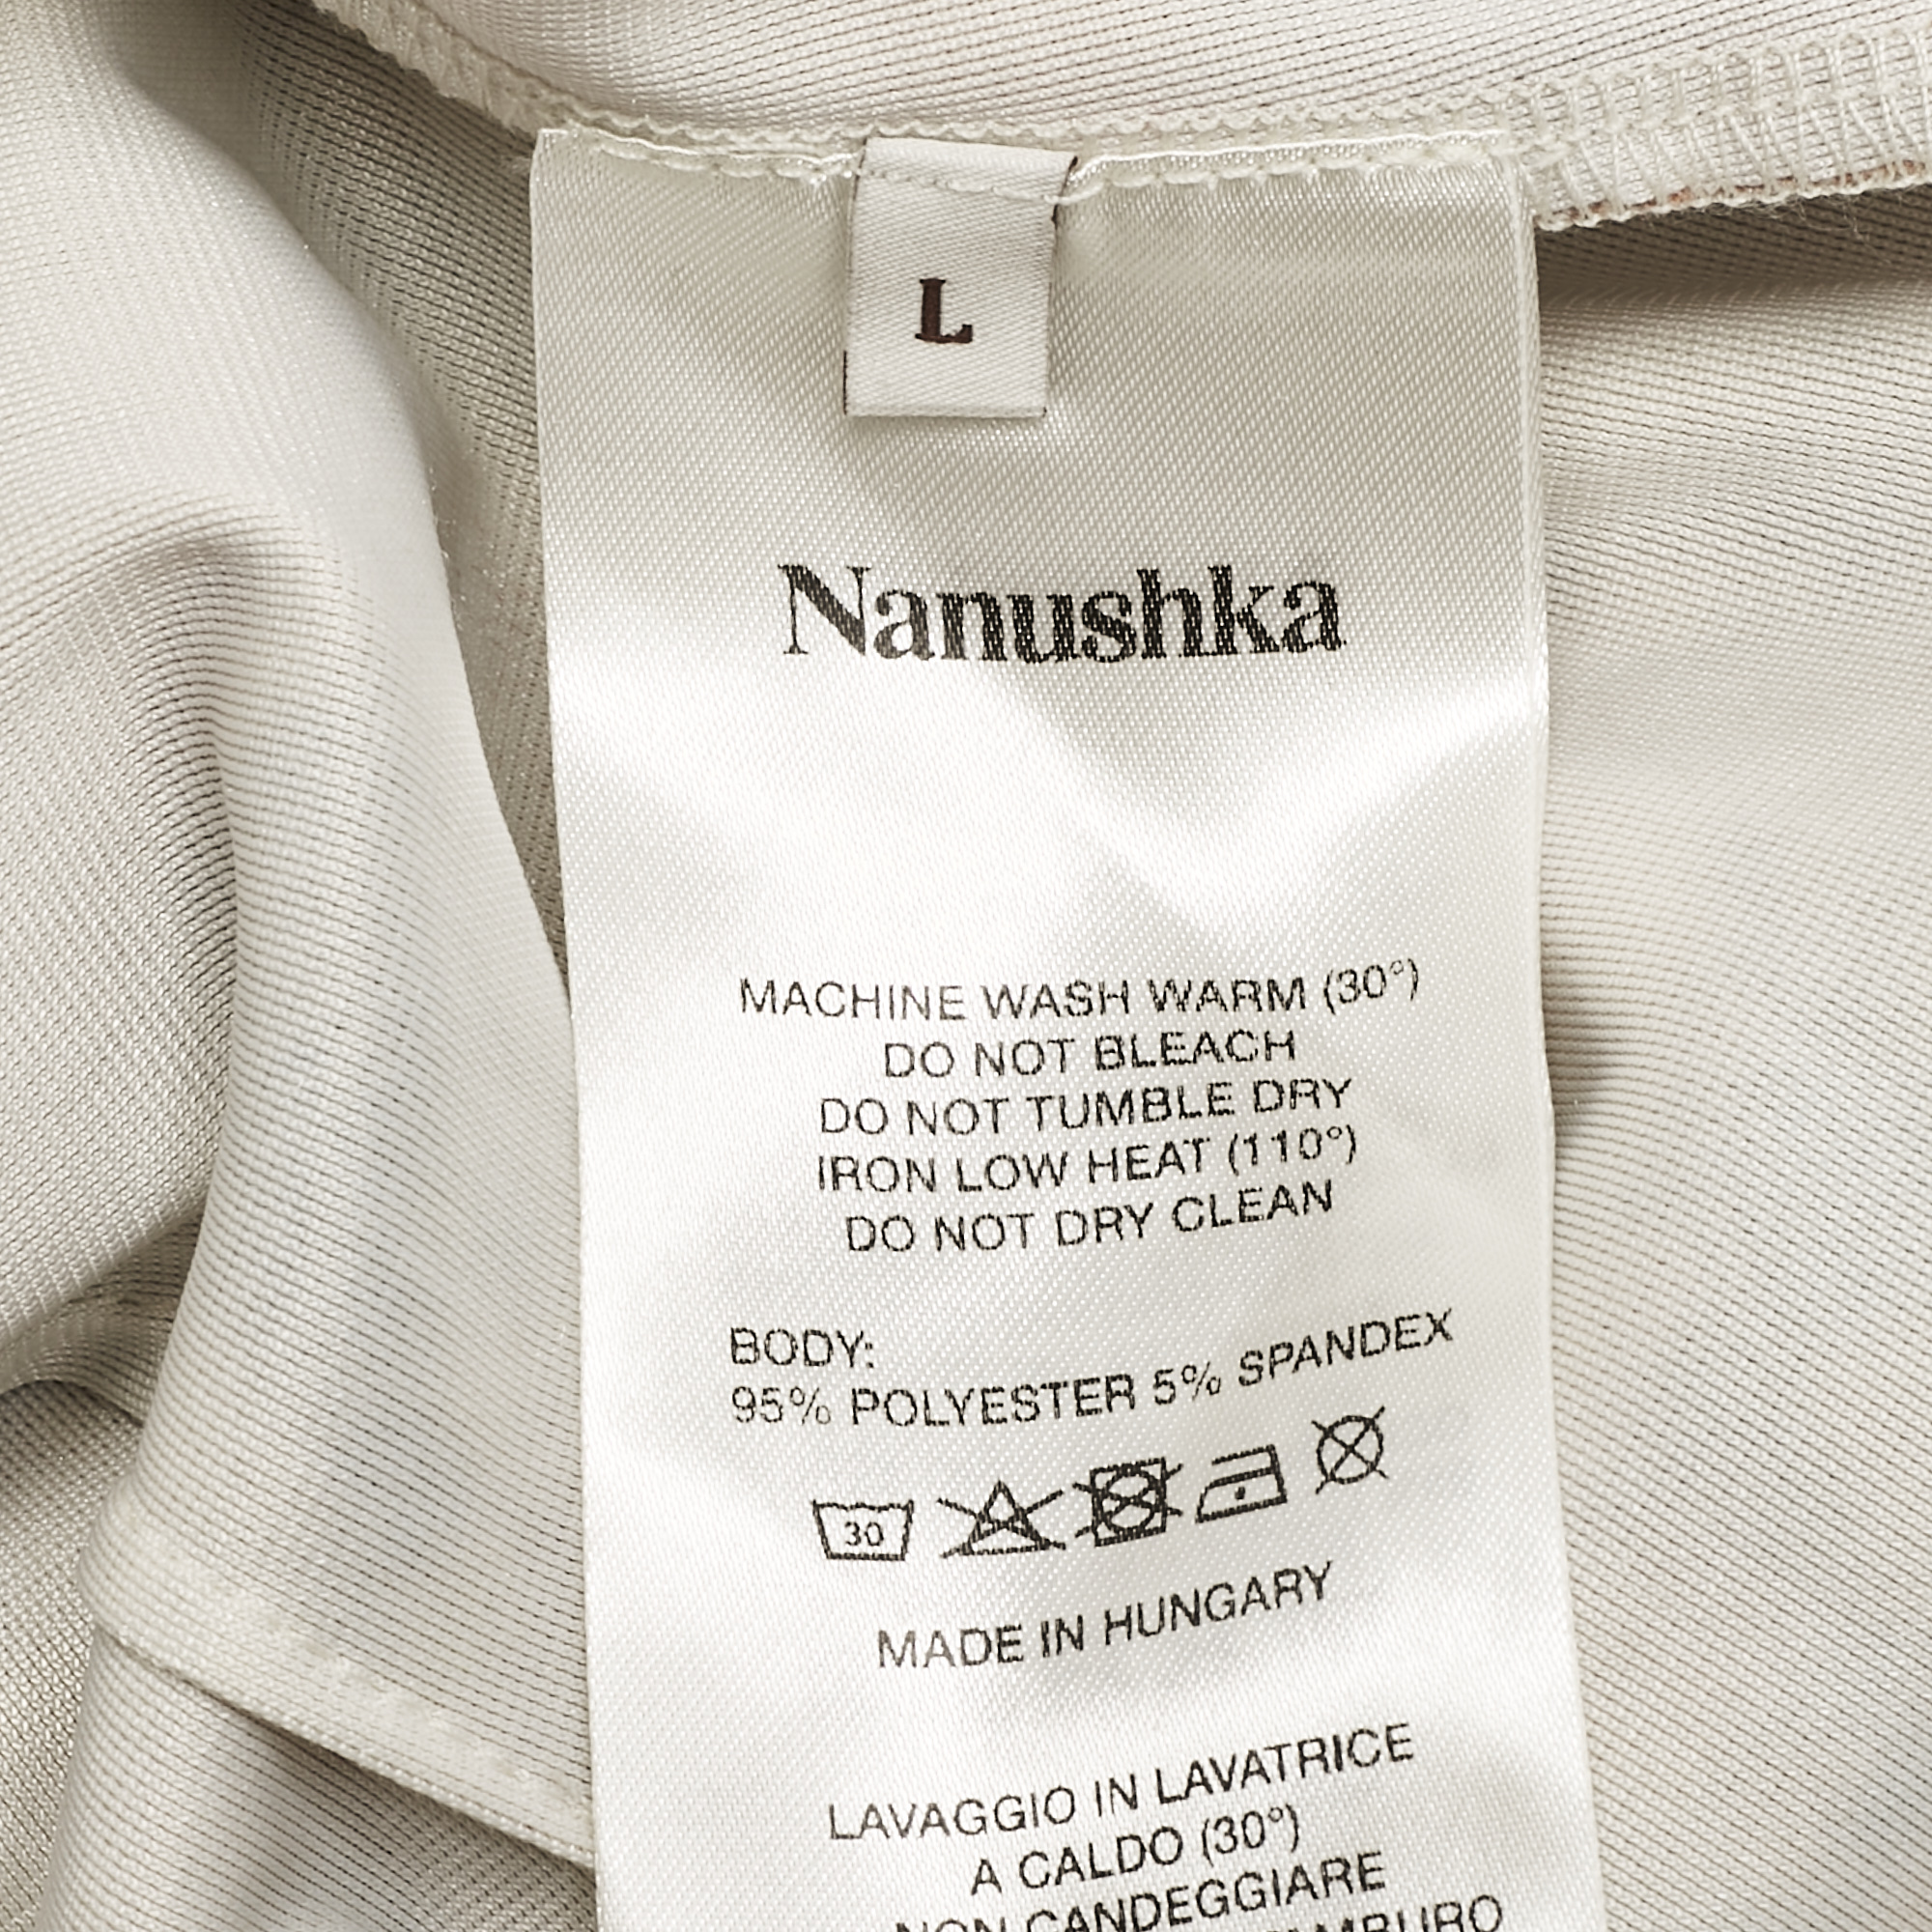 L
Nanushka
MACHINE WASH WARM (30°)
DO NOT BLEACH
DO NOT TUMBLE DRY
IRON LOW HEAT (110°)
DO NOT DRY CLEAN
BODY:
95% POLYESTER 5% SPANDEX
30
MADE IN HUNGARY
LAVAGGIO IN LAVATRICE
A CALDO (30°)
NON CANDEGGIARE